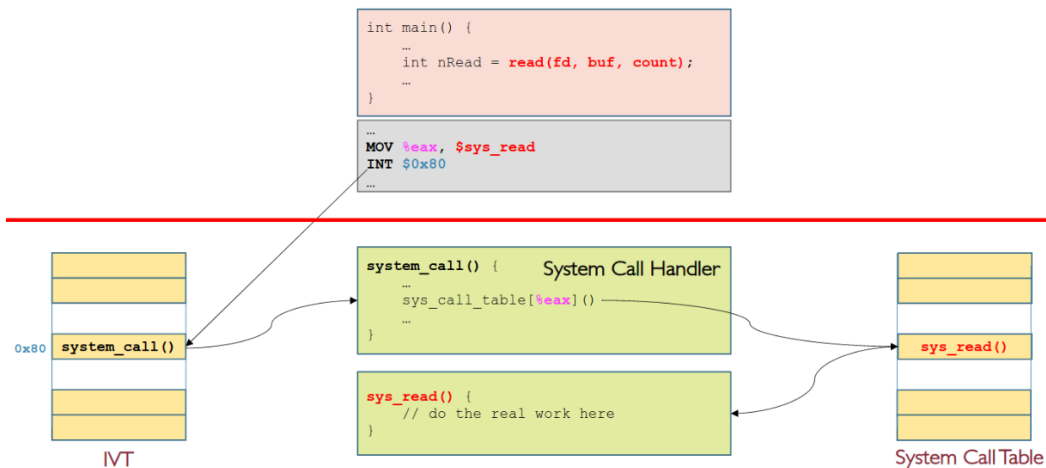 int main() {
…
int nRead = read(fd, buf, count);
…
}
…
MOV %eax, $sys_read
INT $0x80
…
system_call() {
System Call Handler
…
sys_call_table[%eax]()
…
}
0x80
system_call()
sys_read()
sys_read() {
// do the real work here
}
IVT
System Call Table